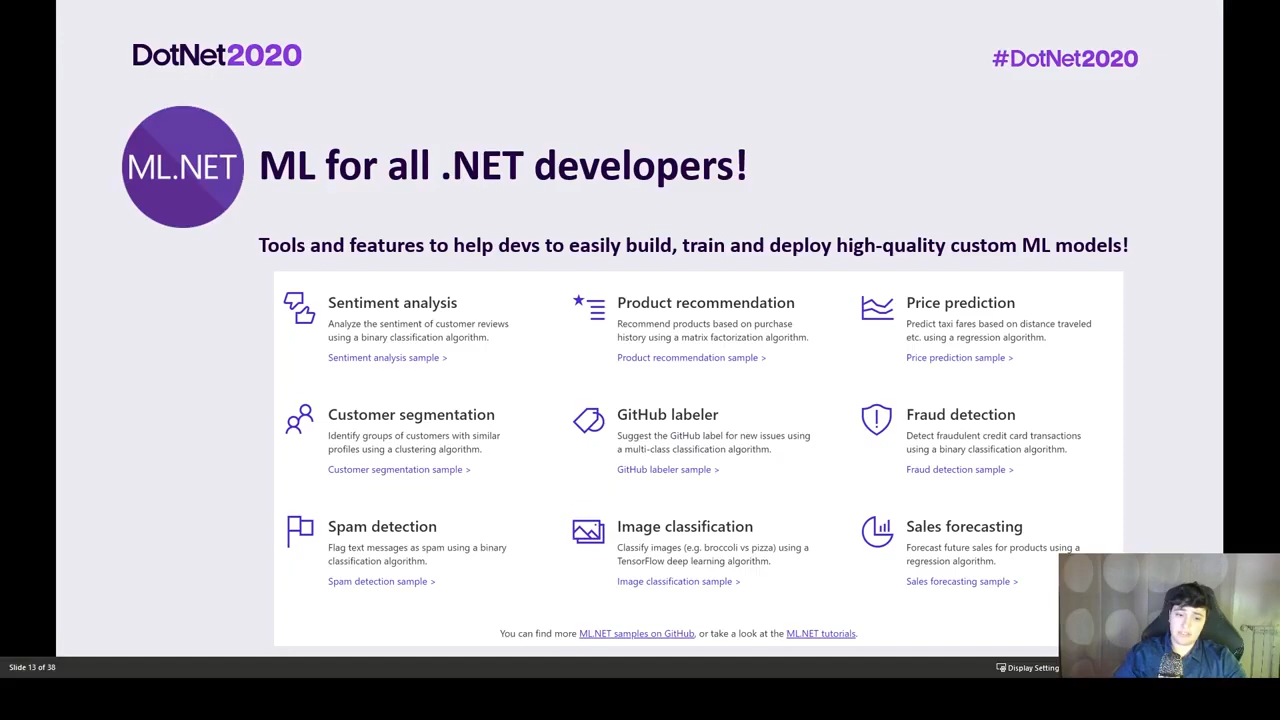 DotNet2020
#DotNet2020
ML.NET
ML for all .NET developers!
Tools and features to help devs to easily build, train and deploy high-quality custom ML models!
Sentiment analysis
Analyze the sentiment of customer reviews
using a binary classification algorithm.
Sentiment analysis sample >
Product recommendation
Recommend products based on purchase
history using a matrix factorization algorithm.
Product recommendation sample >
Price prediction
Predict taxi fares based on distance traveled
etc. using a regression algorithm.
Price prediction sample >
Customer segmentation
Identify groups of customers with similar
profiles using a clustering algorithm.
Customer segmentation sample >
GitHub labeler
Suggest the GitHub label for new issues using
a multi-class classification algorithm.
GitHub labeler sample >
Fraud detection
Detect fraudulent credit card transactions
using a binary classification algorithm.
Fraud detection sample >
Spam detection
Flag text messages as spam using a binary
classification algorithm.
Spam detection sample >
Image classification
Classify images (e.g. broccoli vs pizza) using a
TensorFlow deep learning algorithm.
Image classification sample >
Sales forecasting
Forecast future sales for products using a
regression algorithm.
Sales forecasting sample >
You can find more ML.NET samples on GitHub, or take a look at the ML.NET tutorials.
Slide 13 of 38
Display Setting